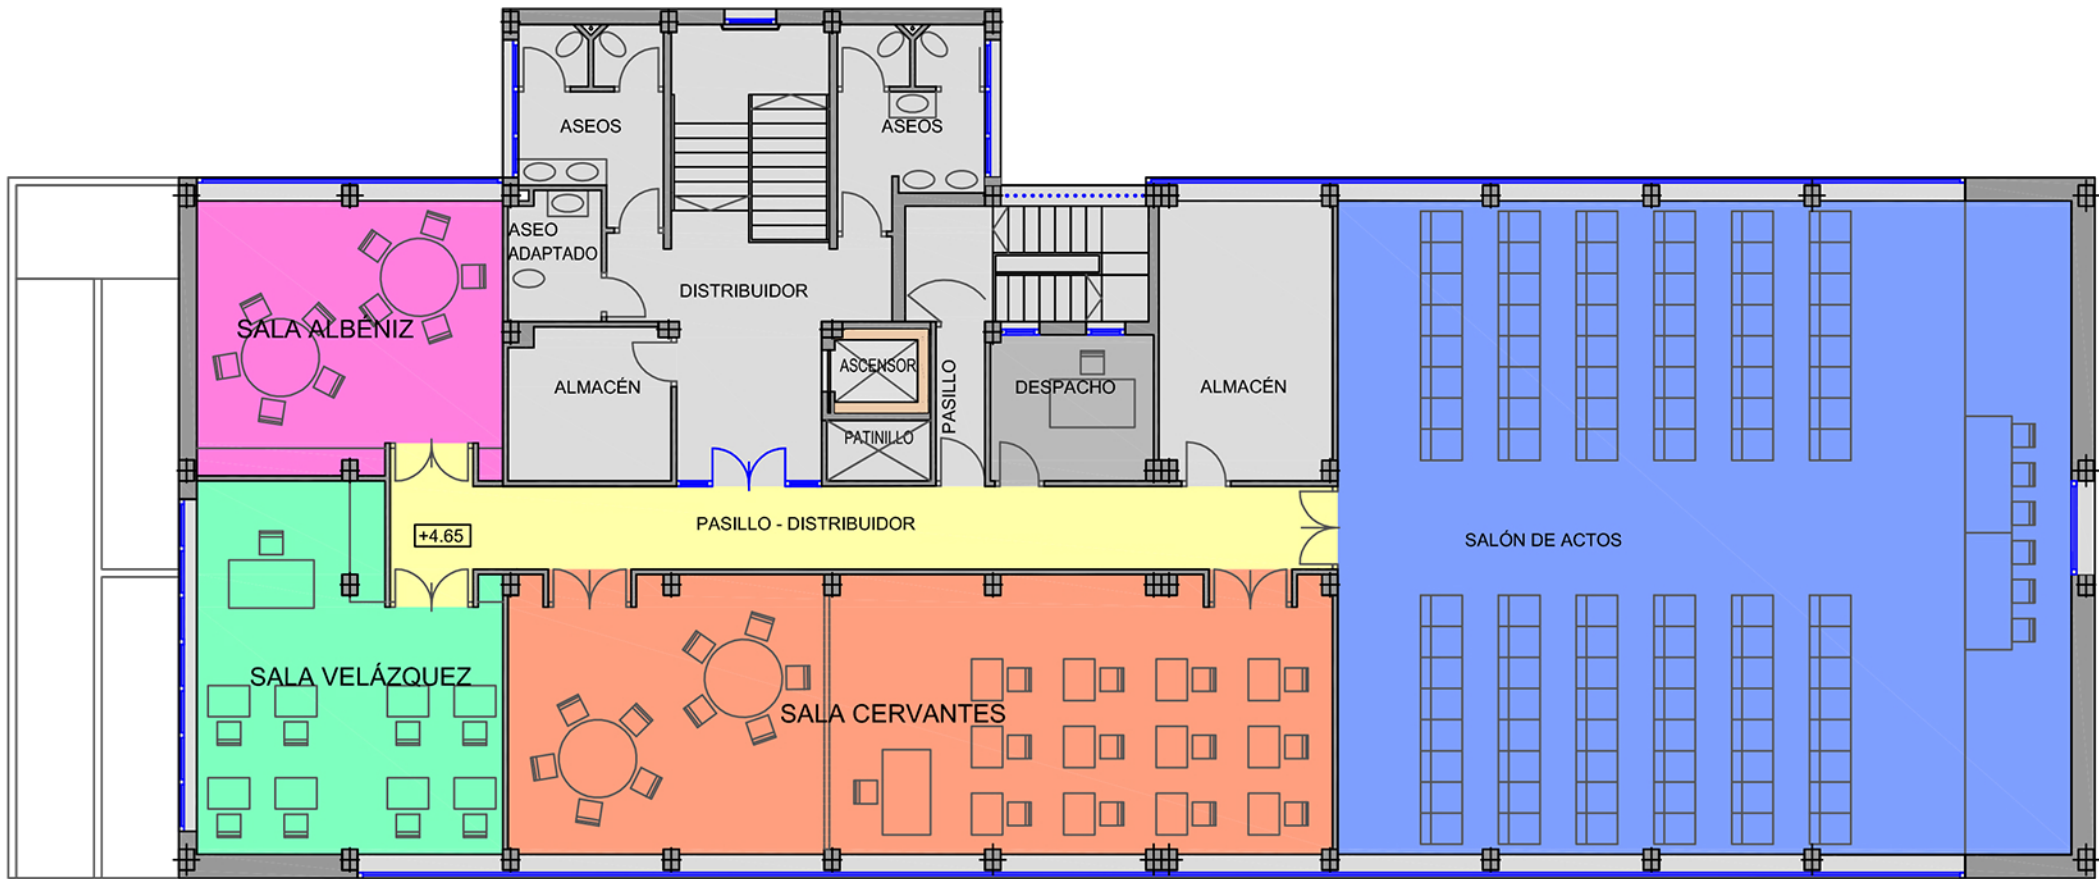 ASEOS
ASEOS
ASEO
ADAPTADO
DISTRIBUIDOR
SALA ALBÉNIZ
ALMACÉN
ASCENSOR
PASILLO
DESPACHO
ALMACÉN
PATINILLO
+4.65
PASILLO - DISTRIBUIDOR
SALÓN DE ACTOS
SALA VELÁZQUEZ
SALA CERVANTES